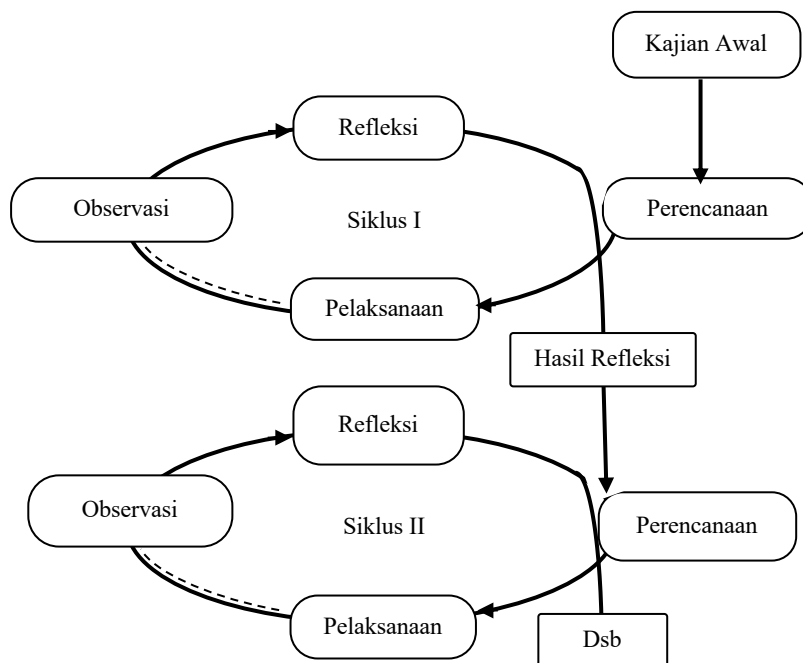 Kajian Awal
Refleksi
Observasi
Siklus I
Perencanaan
Pelaksanaan
Hasil Refleksi
Refleksi
Observasi
Siklus II
Perencanaan
Pelaksanaan
Dsb